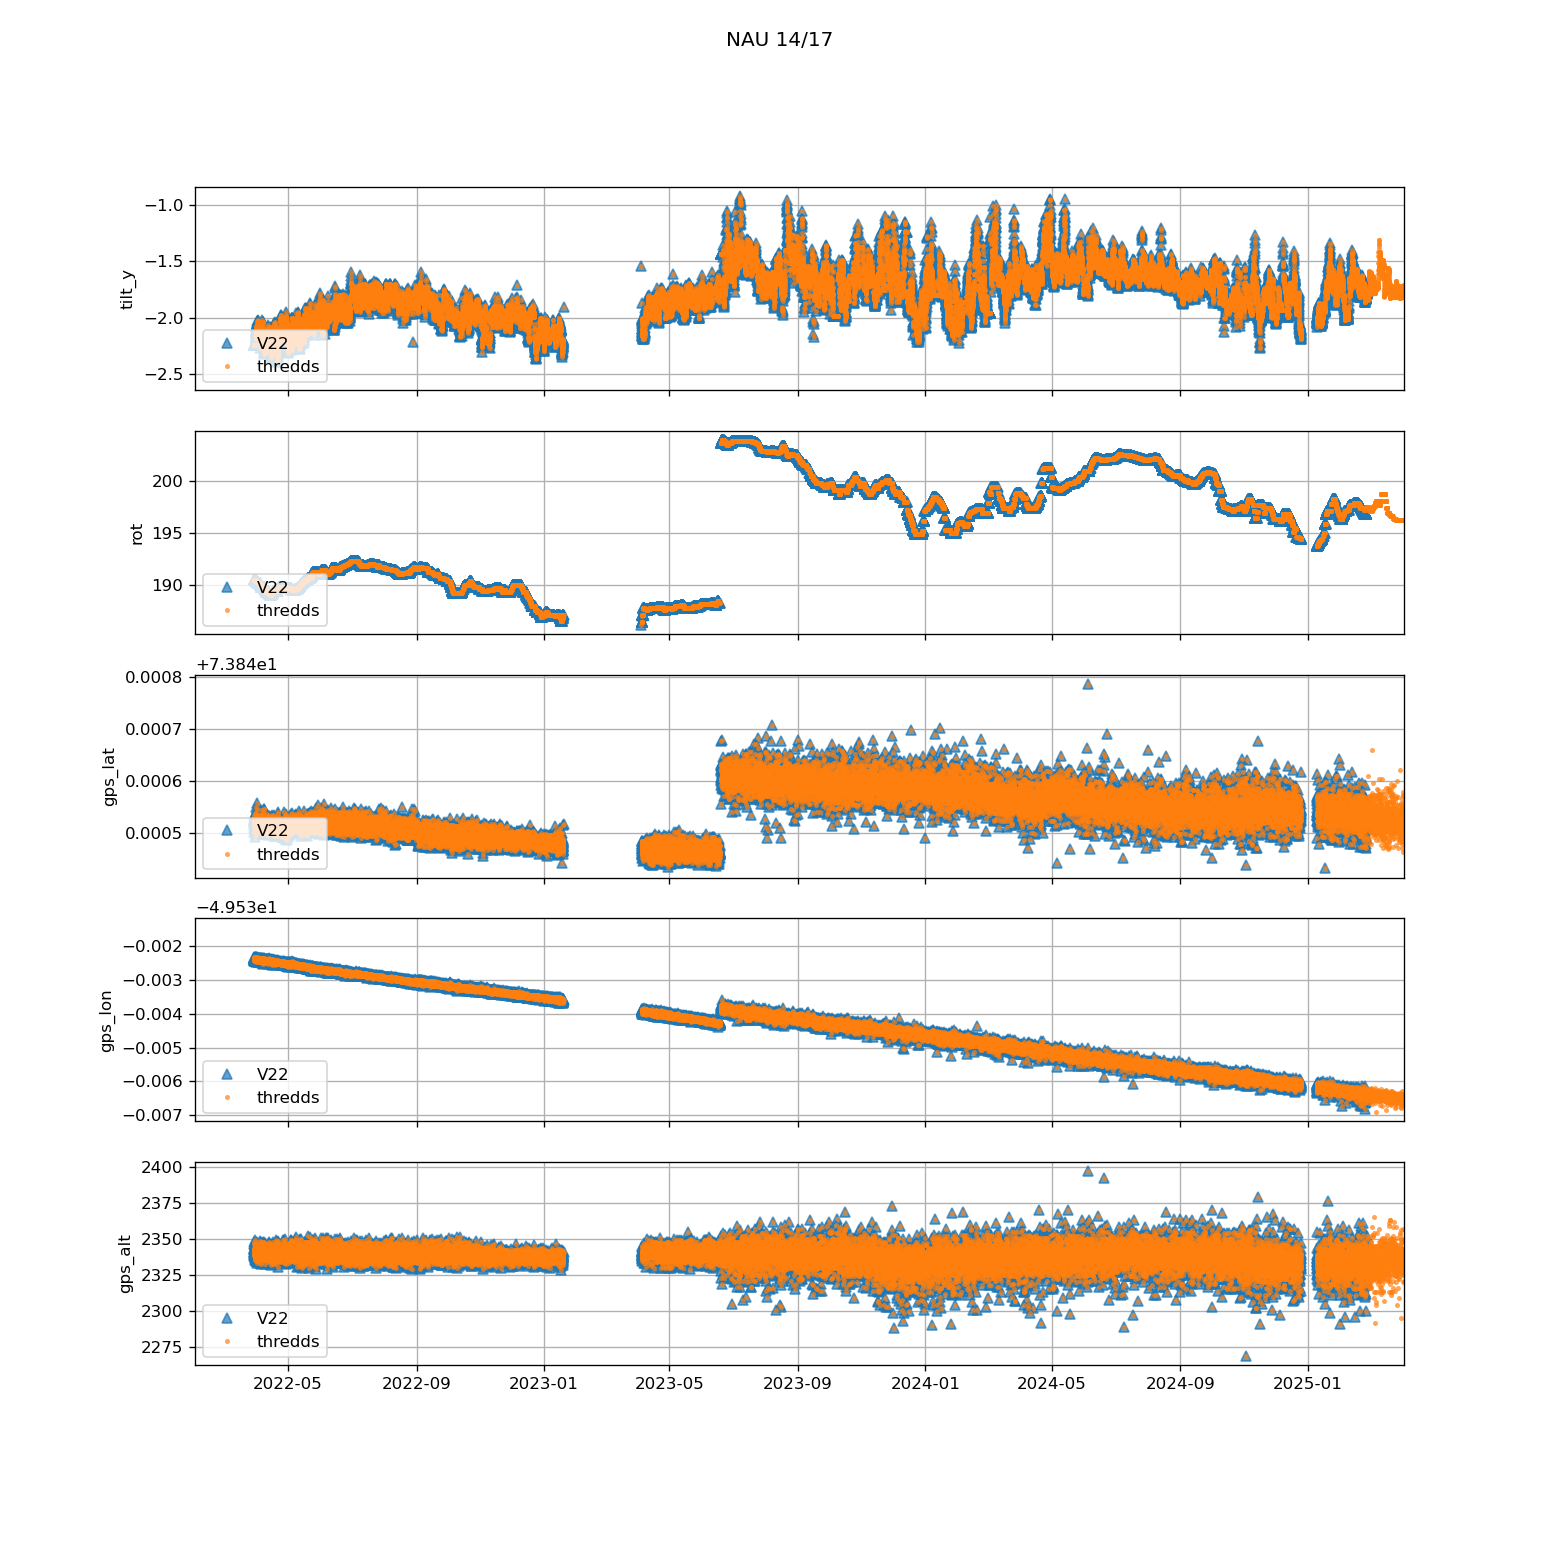 NAU 14/17
−1.0
−1.5
−2.0
−2.5
tilt_y
V22
thredds
200
195
190
rot
V22
thredds
+7.384e1
0.0008
0.0007
0.0006
0.0005
gps_lat
V22
thredds
−4.953e1
−0.002
−0.003
−0.004
−0.005
−0.006
−0.007
gps_lon
V22
thredds
2400
2375
2350
2325
2300
2275
gps_alt
V22
thredds
2022-05 2022-09 2023-01 2023-05 2023-09 2024-01 2024-05 2024-09 2025-01